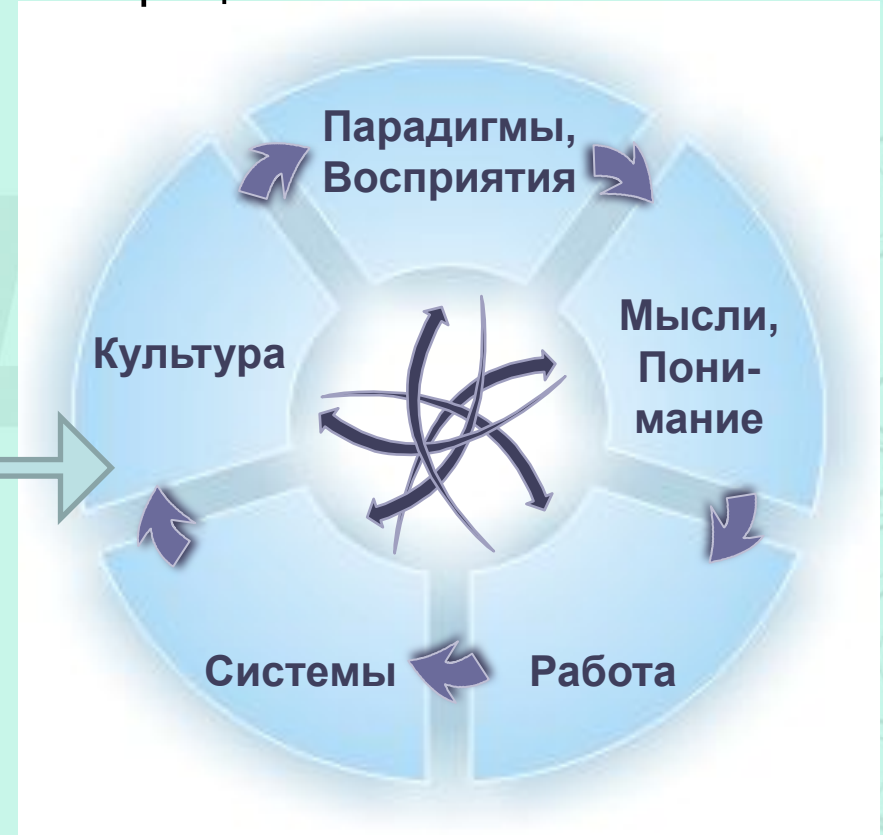 Парадигмы,
Восприятия
Мысли,
Пони-
мание
Культура
Системы
Работа